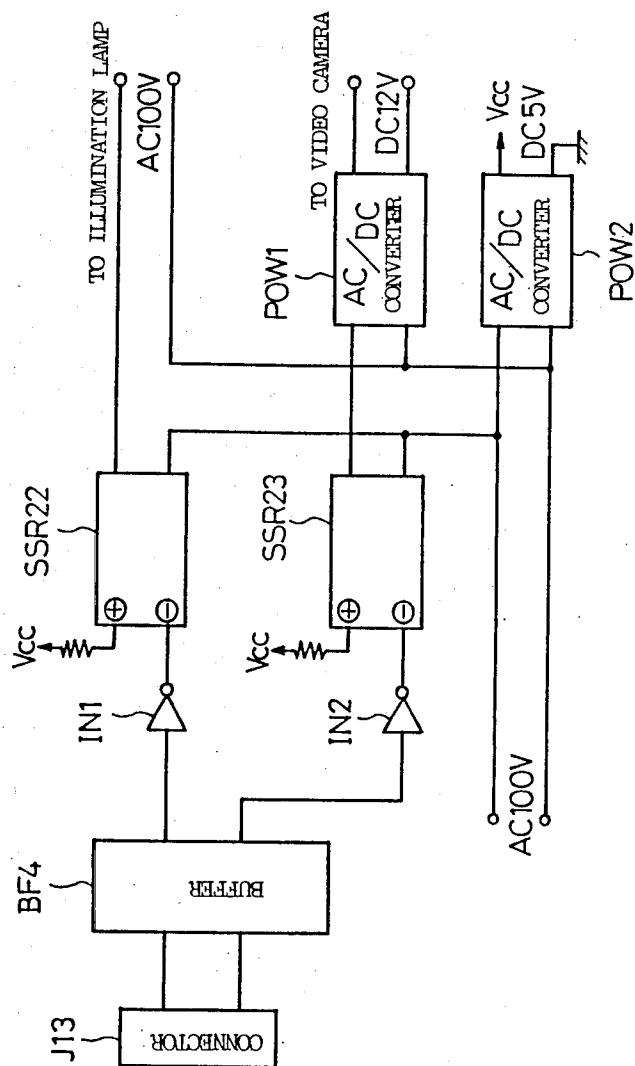 TO ILLUMINATION LAMP
AC100V
TO VIDEO CAMERA
DC12V
VCC
DC5V
POW1
AC/DC
CONVERTER
AC/DC
CONVERTER
POW2
SSR22
SSR23
+
−
+
−
VCC
VCC
IN1
IN2
AC100V
BF4
BUFFER
J13
CONNECTOR